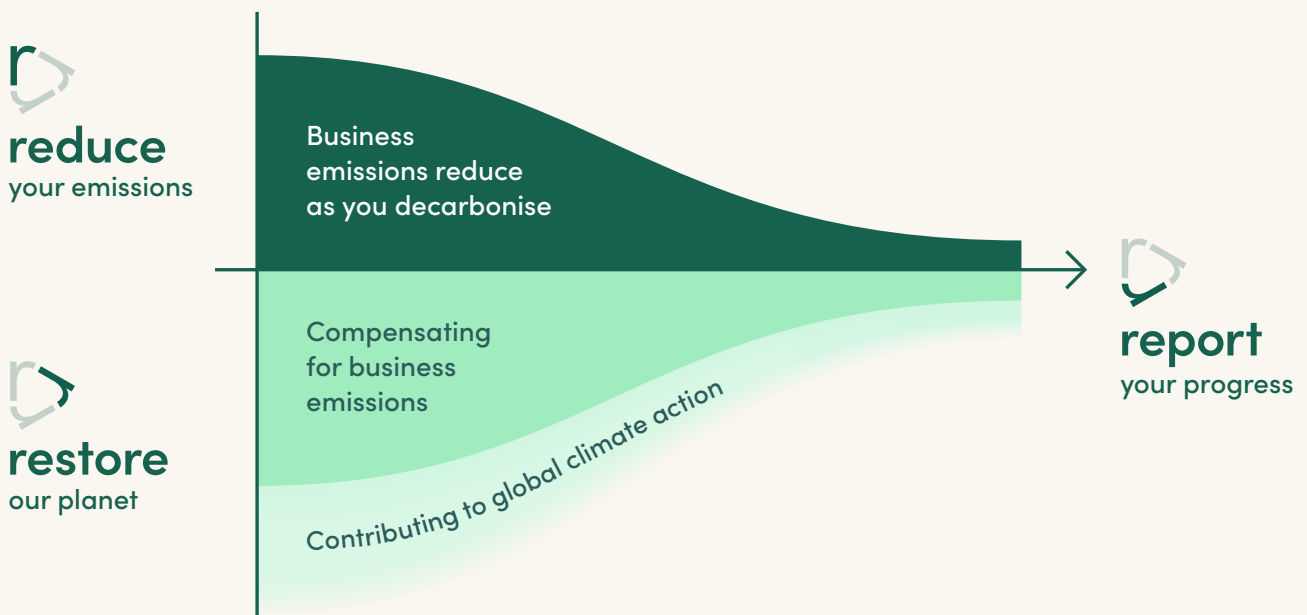 reduce
your emissions
Business
emissions reduce
as you decarbonise
report
your progress
Compensating
for business
emissions
Contributing to global climate action
restore
our planet